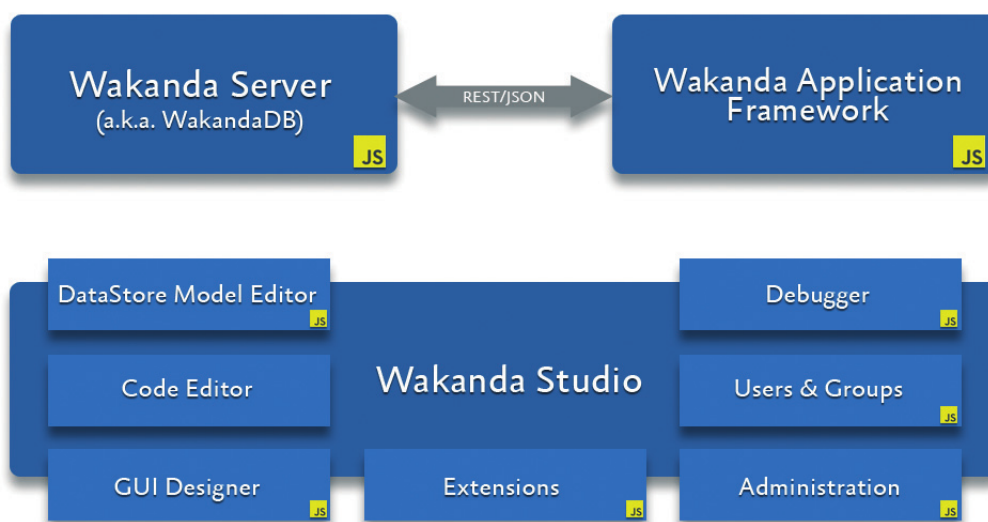 Wakanda Server
(a.k.a. WakandaDB)
JS
REST/JSON
Wakanda Application
Framework
JS
DataStore Model Editor
JS
Debugger
JS
Code Editor
Wakanda Studio
Users & Groups
JS
GUI Designer
JS
Extensions
JS
Administration
JS